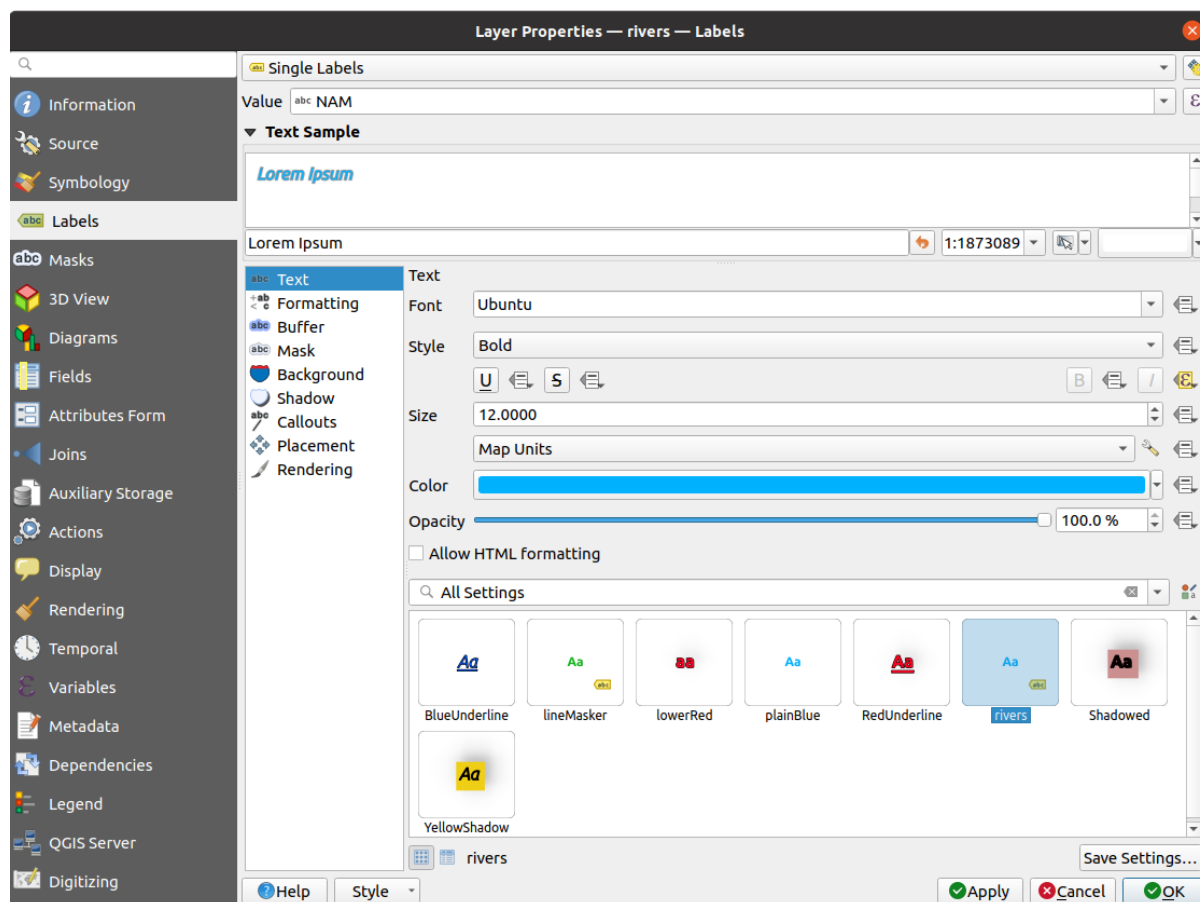 Layer Properties — rivers — Labels
Information
Source
Symbology
Labels
Masks
3D View
Diagrams
Fields
Attributes Form
Joins
Auxiliary Storage
Actions
Display
Rendering
Temporal
Variables
Metadata
Dependencies
Legend
QGIS Server
Digitizing
Single Labels
Value abc NAM
Text Sample
Lorem Ipsum
Lorem Ipsum 1:1873089
Text
Formatting
Buffer
Mask
Background
Shadow
Callouts
Placement
Rendering
Text
Font Ubuntu
Style Bold
U S B I
Size 12.0000
Map Units
Color
Opacity 100.0 %
Allow HTML formatting
All Settings
Aa Aa aa Aa Aa Aa Aa
BlueUnderline lineMasker lowerRed plainBlue RedUnderline rivers Shadowed
Aa
YellowShadow
rivers Save Settings...
Help Style Apply Cancel OK